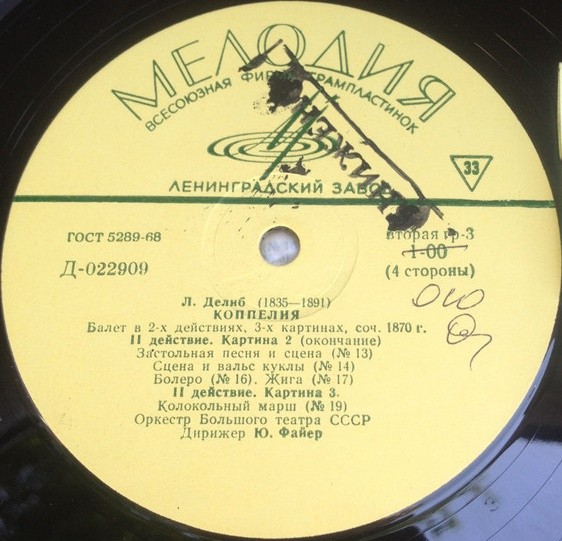 МЕЛОДИЯ
ВСЕСОЮЗНАЯ ФИРМА ГРАМПЛАСТИНОК
33
ЛЕНИНГРАДСКИЙ ЗАВОД
ГОСТ 5289-68
Вторая гр-3
1-00
Д-022909
(4 стороны)
Л. Делиб (1835—1891)
КОППЕЛИЯ
Балет в 2-х действиях, 3-х картинах, соч. 1870 г.
II действие. Картина 2 (окончание)
Застольная песня и сцена (№ 13)
Сцена и вальс куклы (№ 14)
Болеро (№ 16). Жига (№ 17)
II действие. Картина 3.
Колокольный марш (№ 19)
Оркестр Большого театра СССР
Дирижер Ю. Файер